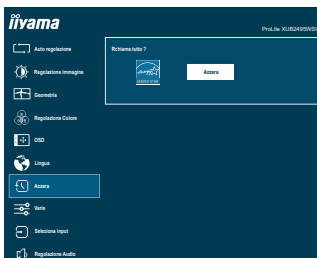 iiyama
ProLite XUB2495WSU
Auto regolazione
Richiama tutto ?
Regolazione Immagine
Azzera
Geometria
Regolazione Colore
OSD
Lingua
Azzera
Varie
Seleziona input
Regolazione Audio